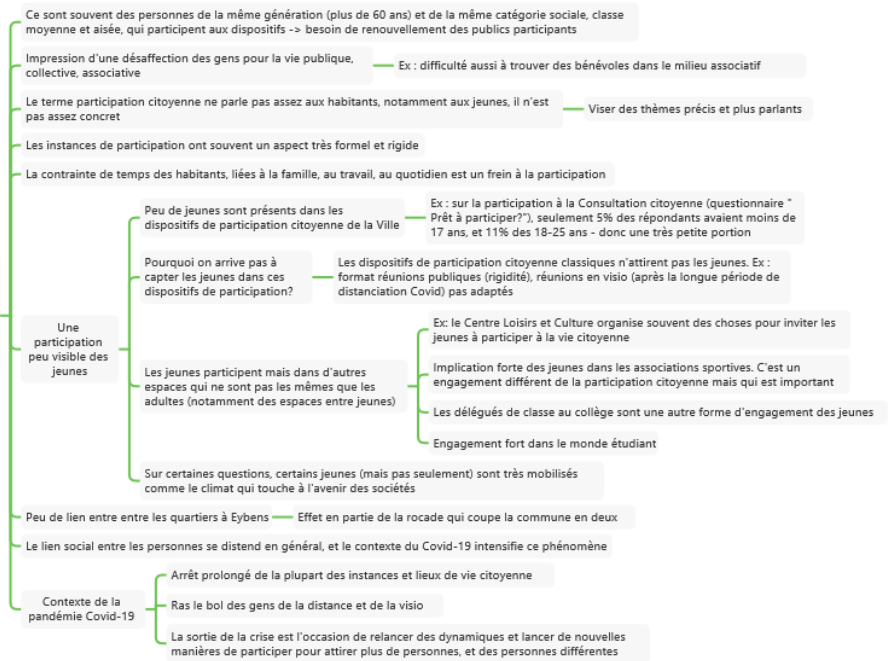 Ce sont souvent des personnes de la même génération (plus de 60 ans) et de la même catégorie sociale, classe
moyenne et aisée, qui participent aux dispositifs -> besoin de renouvellement des publics participants
Impression d'une désaffection des gens pour la vie publique,
collective, associative
Ex : difficulté aussi à trouver des bénévoles dans le milieu associatif
Le terme participation citoyenne ne parle pas assez aux habitants, notamment aux jeunes, il n'est
pas assez concret
Viser des thèmes précis et plus parlants
Les instances de participation ont souvent un aspect très formel et rigide
La contrainte de temps des habitants, liées à la famille, au travail, au quotidien est un frein à la participation
Une
participation
peu visible des
jeunes
Peu de jeunes sont présents dans les
dispositifs de participation citoyenne de la Ville
Ex : sur la participation à la Consultation citoyenne (questionnaire "
Prêt à participer?"), seulement 5% des répondants avaient moins de
17 ans, et 11% des 18-25 ans - donc une très petite portion
Pourquoi on arrive pas à
capter les jeunes dans ces
dispositifs de participation?
Les dispositifs de participation citoyenne classiques n'attirent pas les jeunes. Ex :
format réunions publiques (rigidité), réunions en visio (après la longue période de
distanciation Covid) pas adaptés
Les jeunes participent mais dans d'autres
espaces qui ne sont pas les mêmes que les
adultes (notamment des espaces entre jeunes)
Ex: le Centre Loisirs et Culture organise souvent des choses pour inviter les
jeunes à participer à la vie citoyenne
Implication forte des jeunes dans les associations sportives. C'est un
engagement différent de la participation citoyenne mais qui est important
Les délégués de classe au collège sont une autre forme d'engagement des jeunes
Engagement fort dans le monde étudiant
Sur certaines questions, certains jeunes (mais pas seulement) sont très mobilisés
comme le climat qui touche à l'avenir des sociétés
Peu de lien entre entre les quartiers à Eybens
Effet en partie de la rocade qui coupe la commune en deux
Le lien social entre les personnes se distend en général, et le contexte du Covid-19 intensifie ce phénomène
Contexte de la
pandémie Covid-19
Arrêt prolongé de la plupart des instances et lieux de vie citoyenne
Ras le bol des gens de la distance et de la visio
La sortie de la crise est l'occasion de relancer des dynamiques et lancer de nouvelles
manières de participer pour attirer plus de personnes, et des personnes différentes